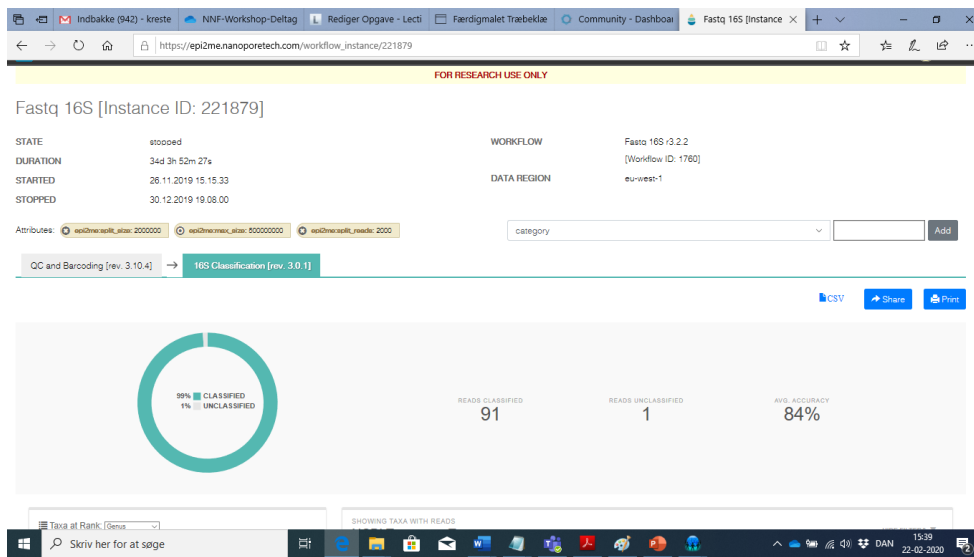 Indbakke (942) - kreste
NNF-Workshop-Deltag
Rediger Opgave - Lecti
Færdigmalet Træbeklæ
Community - Dashboar
Fastq 16S [Instance
https://epi2me.nanoporetech.com/workflow_instance/221879
FOR RESEARCH USE ONLY
Fastq 16S [Instance ID: 221879]
STATE stopped
DURATION 34d 3h 52m 27s
STARTED 26.11.2019 15.15.33
STOPPED 30.12.2019 19.08.00
WORKFLOW Fastq 16S r3.2.2
[Workflow ID: 1760]
DATA REGION eu-west-1
Attributes: epi2me:split_size: 2000000 epi2me:max_size: 500000000 epi2me:split_reads: 2000
category
Add
QC and Barcoding [rev. 3.10.4] → 16S Classification [rev. 3.0.1]
CSV Share Print
99% CLASSIFIED
1% UNCLASSIFIED
READS CLASSIFIED
91
READS UNCLASSIFIED
1
AVG. ACCURACY
84%
Taxa at Rank: Genus
SHOWING TAXA WITH READS
Skriv her for at søge
DAN
15:39
22-02-2020